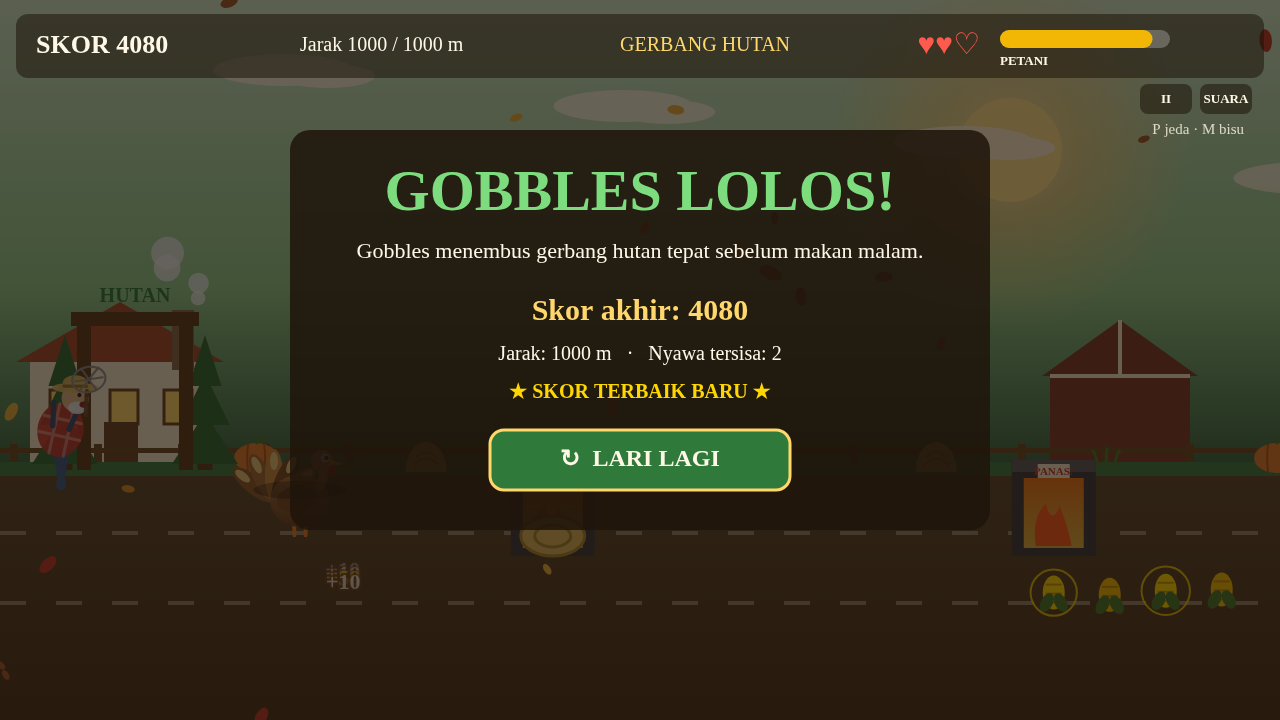 SKOR 4080
Jarak 1000 / 1000 m
GERBANG HUTAN
♥♥♡
PETANI
II
SUARA
P jeda · M bisu
GOBBLES LOLOS!
Gobbles menembus gerbang hutan tepat sebelum makan malam.
HUTAN
Skor akhir: 4080
Jarak: 1000 m · Nyawa tersisa: 2
★ SKOR TERBAIK BARU ★
↻ LARI LAGI
PANAS
+10